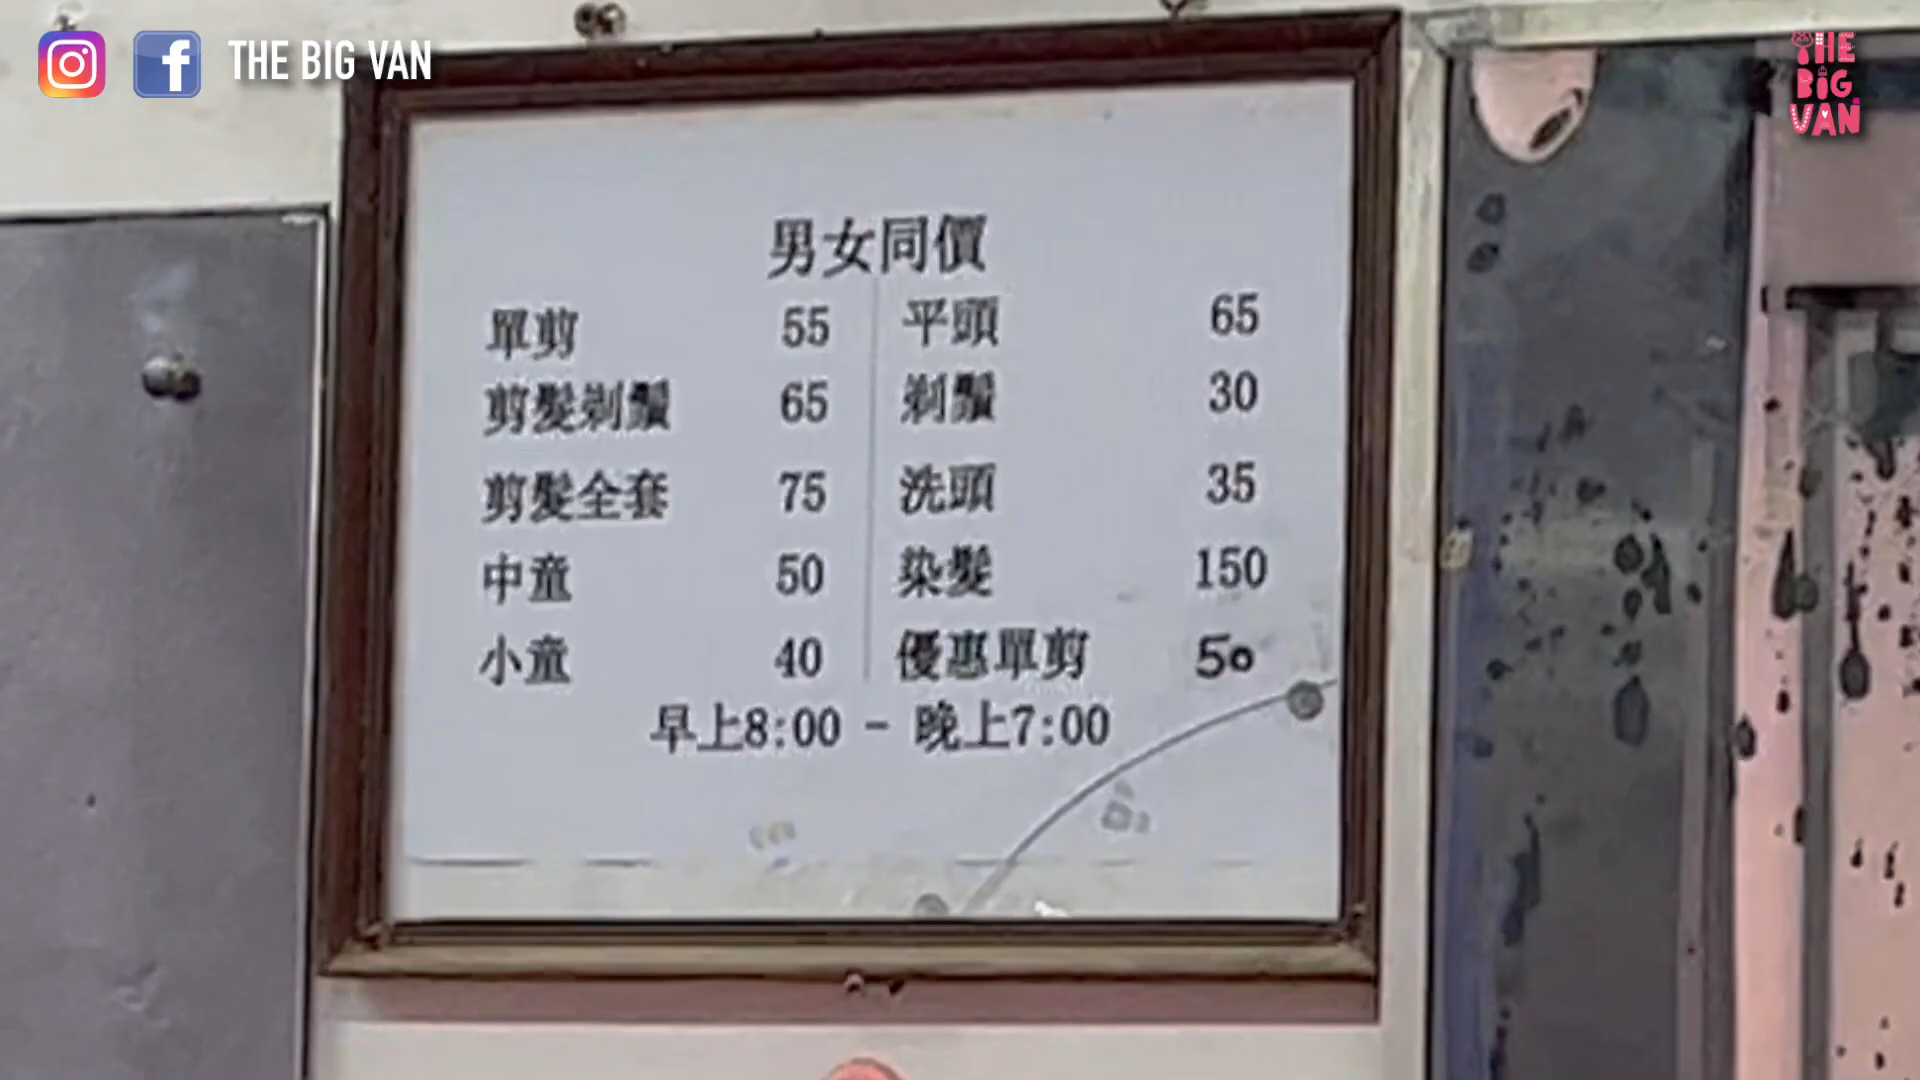 THE BIG VAN
THE
BIG
VAN
男女同價
單剪 55 平頭 65
剪髮剃鬚 65 剃鬚 30
剪髮全套 75 洗頭 35
中童 50 染髮 150
小童 40 優惠單剪 50
早上8:00 - 晚上7:00